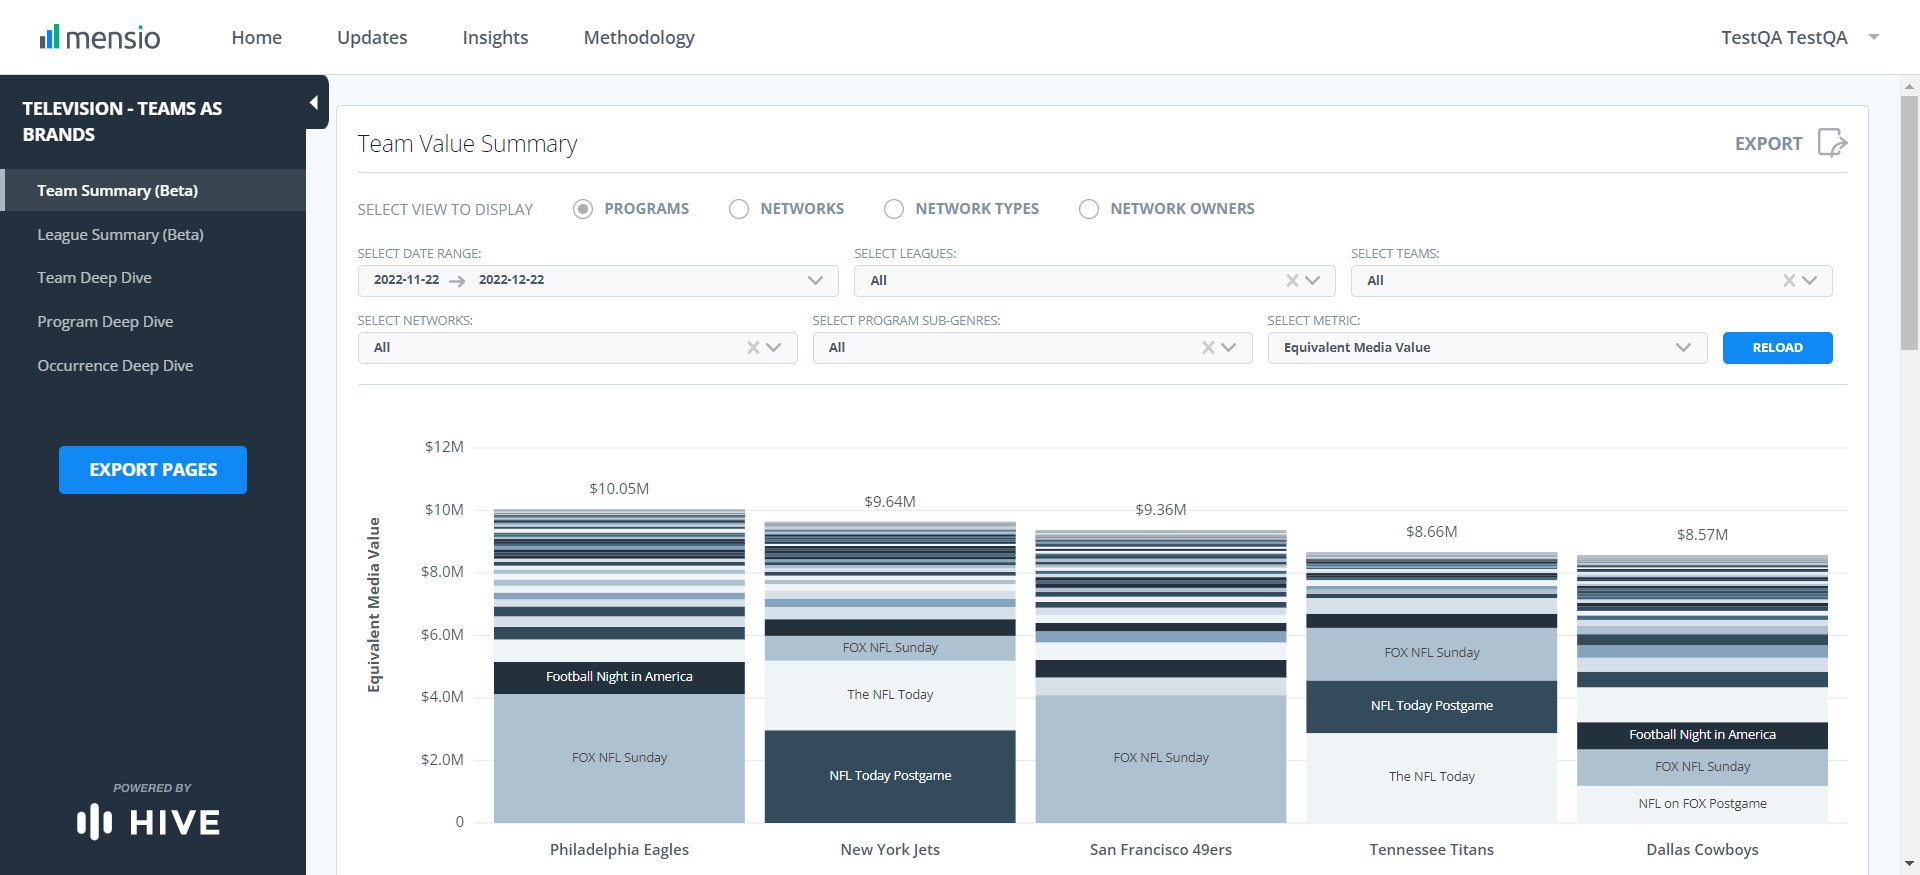 mensio
Home
Updates
Insights
Methodology
TestQA TestQA
TELEVISION - TEAMS AS
BRANDS
Team Summary (Beta)
League Summary (Beta)
Team Deep Dive
Program Deep Dive
Occurrence Deep Dive
EXPORT PAGES
POWERED BY
HIVE
Team Value Summary
EXPORT
SELECT VIEW TO DISPLAY
PROGRAMS
NETWORKS
NETWORK TYPES
NETWORK OWNERS
SELECT DATE RANGE:
2022-11-22
2022-12-22
SELECT LEAGUES:
All
SELECT TEAMS:
All
SELECT NETWORKS:
All
SELECT PROGRAM SUB-GENRES:
All
SELECT METRIC:
Equivalent Media Value
RELOAD
Equivalent Media Value
$12M
$10M
$8.0M
$6.0M
$4.0M
$2.0M
0
$10.05M
Football Night in America
FOX NFL Sunday
Philadelphia Eagles
$9.64M
FOX NFL Sunday
The NFL Today
NFL Today Postgame
New York Jets
$9.36M
FOX NFL Sunday
San Francisco 49ers
$8.66M
FOX NFL Sunday
NFL Today Postgame
The NFL Today
Tennessee Titans
$8.57M
Football Night in America
FOX NFL Sunday
NFL on FOX Postgame
Dallas Cowboys